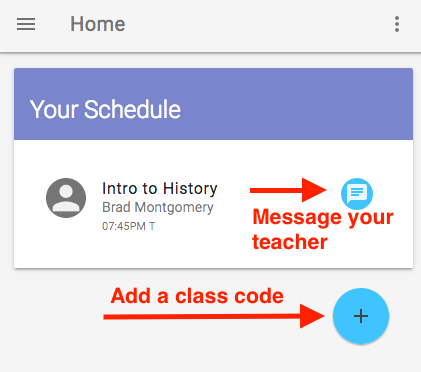 Home
Your Schedule
Intro to History
Brad Montgomery
07:45PM T
Message your
teacher
Add a class code